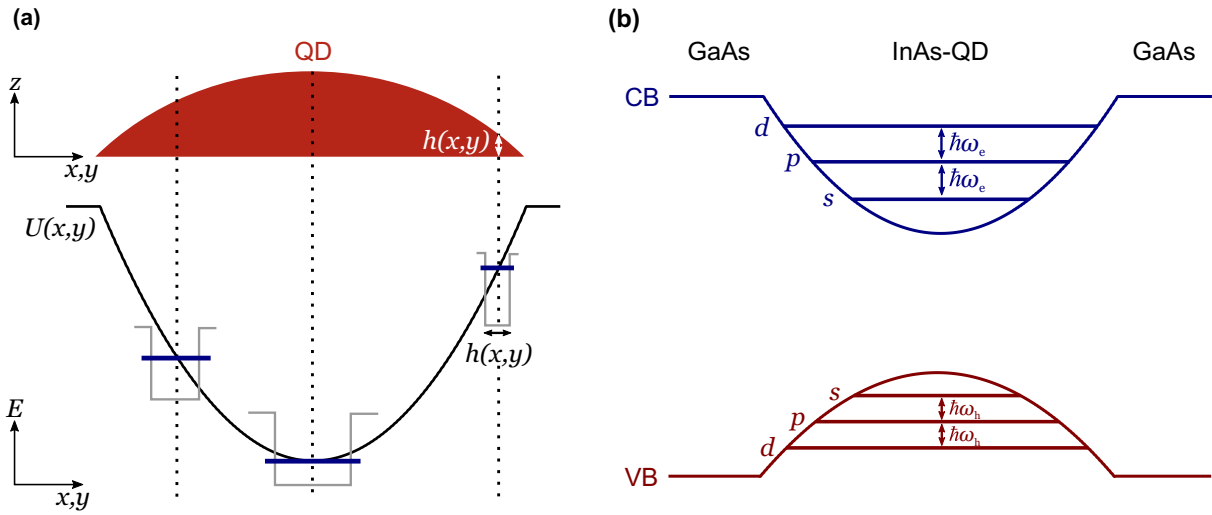 (a)
QD
z
h(x,y)
x,y
U(x,y)
h(x,y)
E
x,y
(b)
GaAs InAs-QD GaAs
CB
d
ħωe
p
ħωe
s
s
ħωh
p
ħωh
d
VB